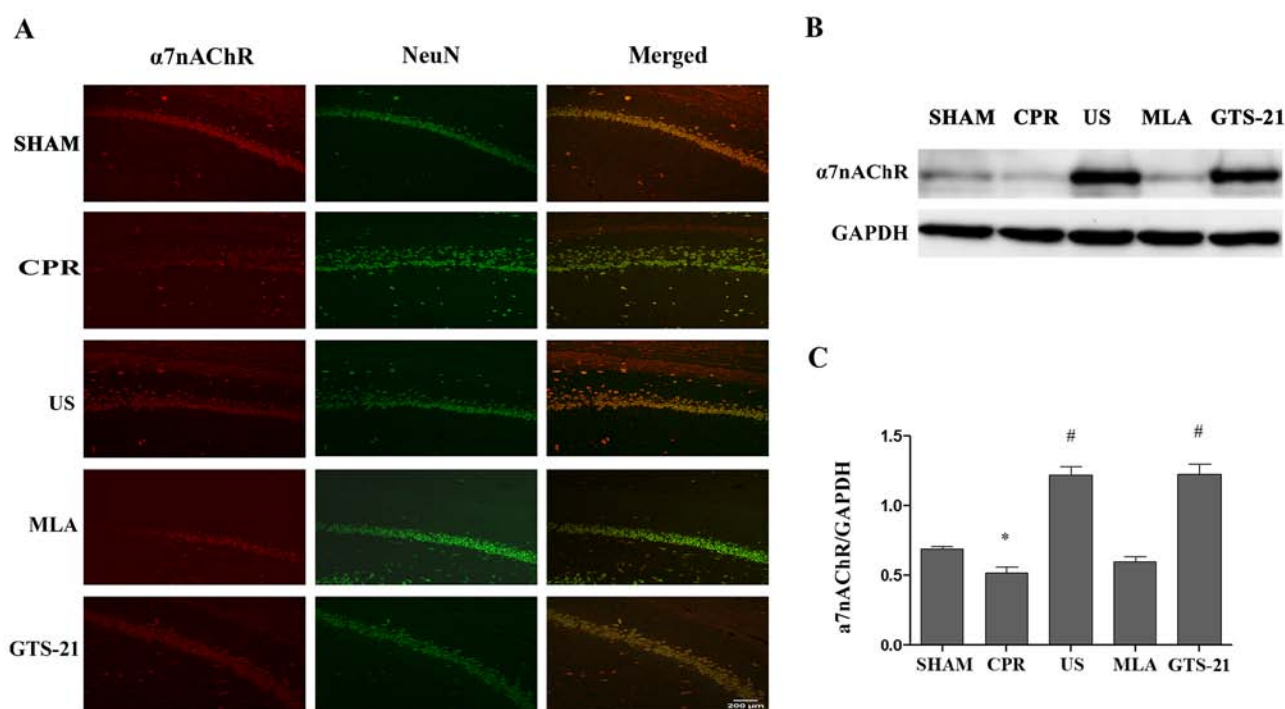 A
α7nAChR NeuN Merged
SHAM
CPR
US
MLA
GTS-21
200 μm
B
SHAM CPR US MLA GTS-21
α7nAChR
GAPDH
C
a7nAChR/GAPDH
1.5
1.0
0.5
0.0
*
#
#
SHAM CPR US MLA GTS-21